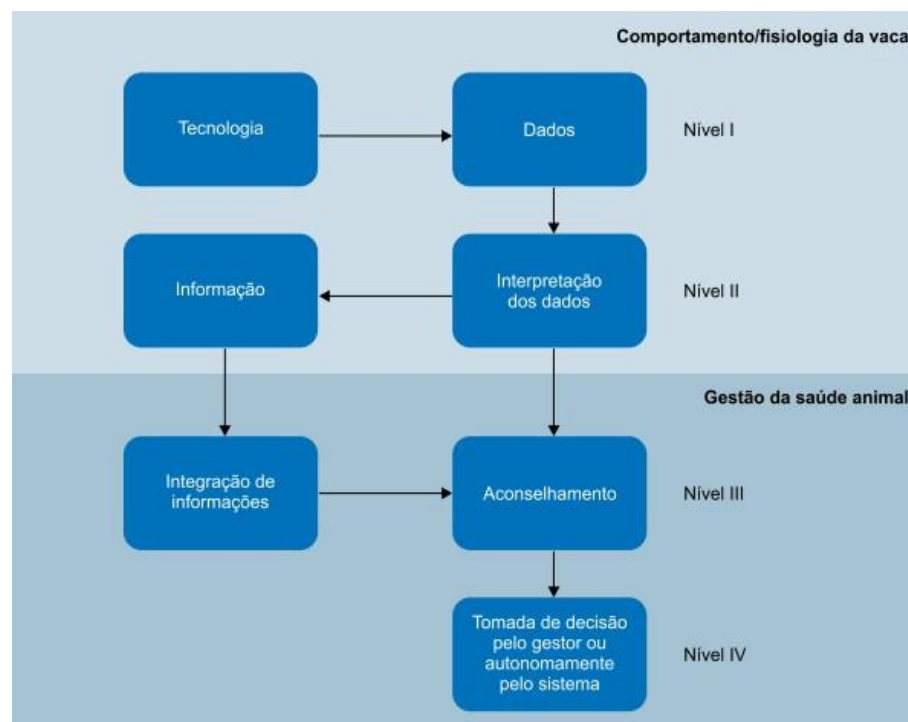 Comportamento/fisiologia da vaca
Tecnologia
Dados
Nível I
Informação
Interpretação
dos dados
Nível II
Gestão da saúde animal
Integração de
informações
Aconselhamento
Nível III
Tomada de decisão
pelo gestor ou
autonomamente
pelo sistema
Nível IV